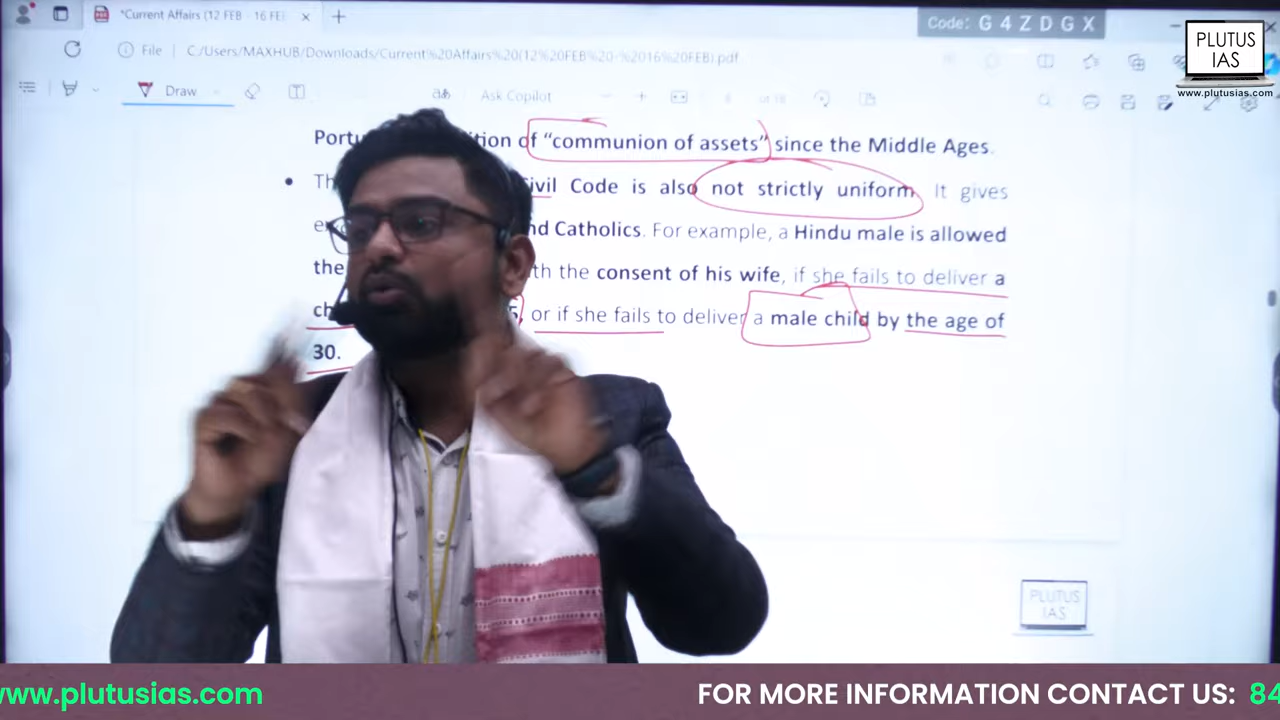 *Current Affairs (12 FEB - 16 FE
Code: G 4 Z D G X
PLUTUS
IAS
www.plutusias.com
File
C:/Users/MAXHUB/Downloads/Current%20Affairs%20(12%20FEB%20-%2016%20FEB).pdf
Draw
Ask Copilot
Portu tion of “communion of assets” since the Middle Ages.
Th ivil Code is also not strictly uniform. It gives
nd Catholics. For example, a Hindu male is allowed
the th the consent of his wife, if she fails to deliver a
ch 5, or if she fails to deliver a male child by the age of
30.
PLUTUS
IAS
www.plutusias.com
FOR MORE INFORMATION CONTACT US: 84